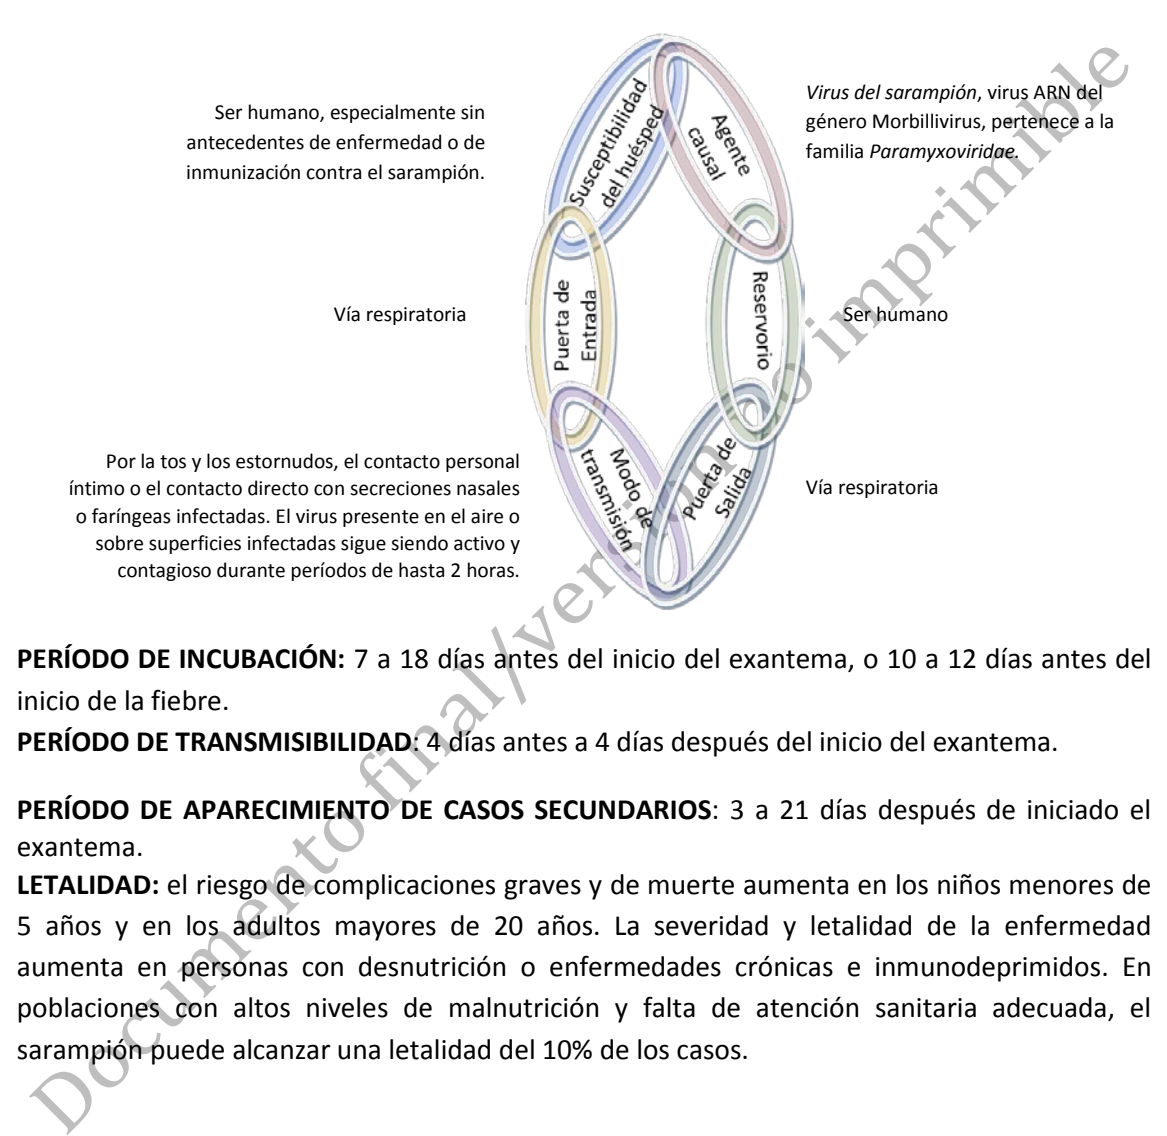 Ser humano, especialmente sin
antecedentes de enfermedad o de
inmunización contra el sarampión.
Susceptibilidad
del huésped
Agente
causal
Virus del sarampión, virus ARN del
género Morbillivirus, pertenece a la
familia Paramyxoviridae.
Vía respiratoria
Puerta de
Entrada
Reservorio
Ser humano
Por la tos y los estornudos, el contacto personal
íntimo o el contacto directo con secreciones nasales
o faríngeas infectadas. El virus presente en el aire o
sobre superficies infectadas sigue siendo activo y
contagioso durante períodos de hasta 2 horas.
Modo de
transmisión
Puerta de
Salida
Vía respiratoria
PERÍODO DE INCUBACIÓN: 7 a 18 días antes del inicio del exantema, o 10 a 12 días antes del
inicio de la fiebre.
PERÍODO DE TRANSMISIBILIDAD: 4 días antes a 4 días después del inicio del exantema.
PERÍODO DE APARECIMIENTO DE CASOS SECUNDARIOS: 3 a 21 días después de iniciado el
exantema.
LETALIDAD: el riesgo de complicaciones graves y de muerte aumenta en los niños menores de
5 años y en los adultos mayores de 20 años. La severidad y letalidad de la enfermedad
aumenta en personas con desnutrición o enfermedades crónicas e inmunodeprimidos. En
poblaciones con altos niveles de malnutrición y falta de atención sanitaria adecuada, el
sarampión puede alcanzar una letalidad del 10% de los casos.
Documento final/versión no imprimible